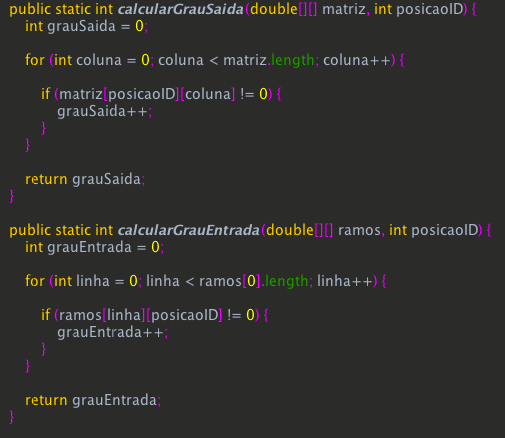 public static int calcularGrauSaida(double[][] matriz, int posicaoID) {
int grauSaida = 0;
for (int coluna = 0; coluna < matriz.length; coluna++) {
if (matriz[posicaoID][coluna] != 0) {
grauSaida++;
}
}
return grauSaida;
}
public static int calcularGrauEntrada(double[][] ramos, int posicaoID) {
int grauEntrada = 0;
for (int linha = 0; linha < ramos[0].length; linha++) {
if (ramos[linha][posicaoID] != 0) {
grauEntrada++;
}
}
return grauEntrada;
}